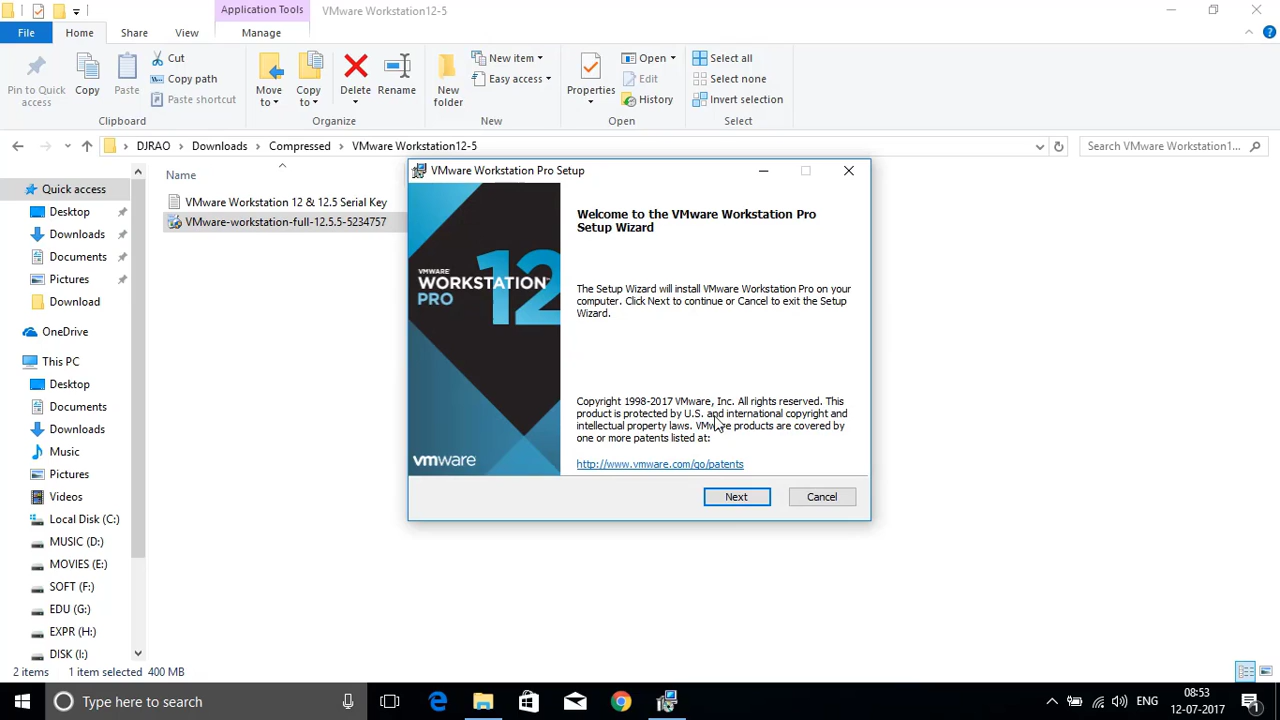 Application Tools
VMware Workstation12-5
File
Home
Share
View
Manage
Pin to Quick
access
Copy
Paste
Cut
Copy path
Paste shortcut
Clipboard
Move
to
Copy
to
Delete
Rename
Organize
New
folder
New item
Easy access
New
Properties
Open
Edit
History
Open
Select all
Select none
Invert selection
Select
DJRAO
Downloads
Compressed
VMware Workstation12-5
Search VMware Workstation1...
Quick access
Desktop
Downloads
Documents
Pictures
Download
OneDrive
This PC
Desktop
Documents
Downloads
Music
Pictures
Videos
Local Disk (C:)
MUSIC (D:)
MOVIES (E:)
SOFT (F:)
EDU (G:)
EXPR (H:)
DISK (I:)
Name
VMware Workstation 12 & 12.5 Serial Key
VMware-workstation-full-12.5.5-5234757
VMware Workstation Pro Setup
VMWARE
WORKSTATION™
PRO
12
vmware
Welcome to the VMware Workstation Pro
Setup Wizard
The Setup Wizard will install VMware Workstation Pro on your
computer. Click Next to continue or Cancel to exit the Setup
Wizard.
Copyright 1998-2017 VMware, Inc. All rights reserved. This
product is protected by U.S. and international copyright and
intellectual property laws. VMware products are covered by
one or more patents listed at:
http://www.vmware.com/go/patents
Next
Cancel
2 items
1 item selected
400 MB
Type here to search
ENG
08:53
12-07-2017
1